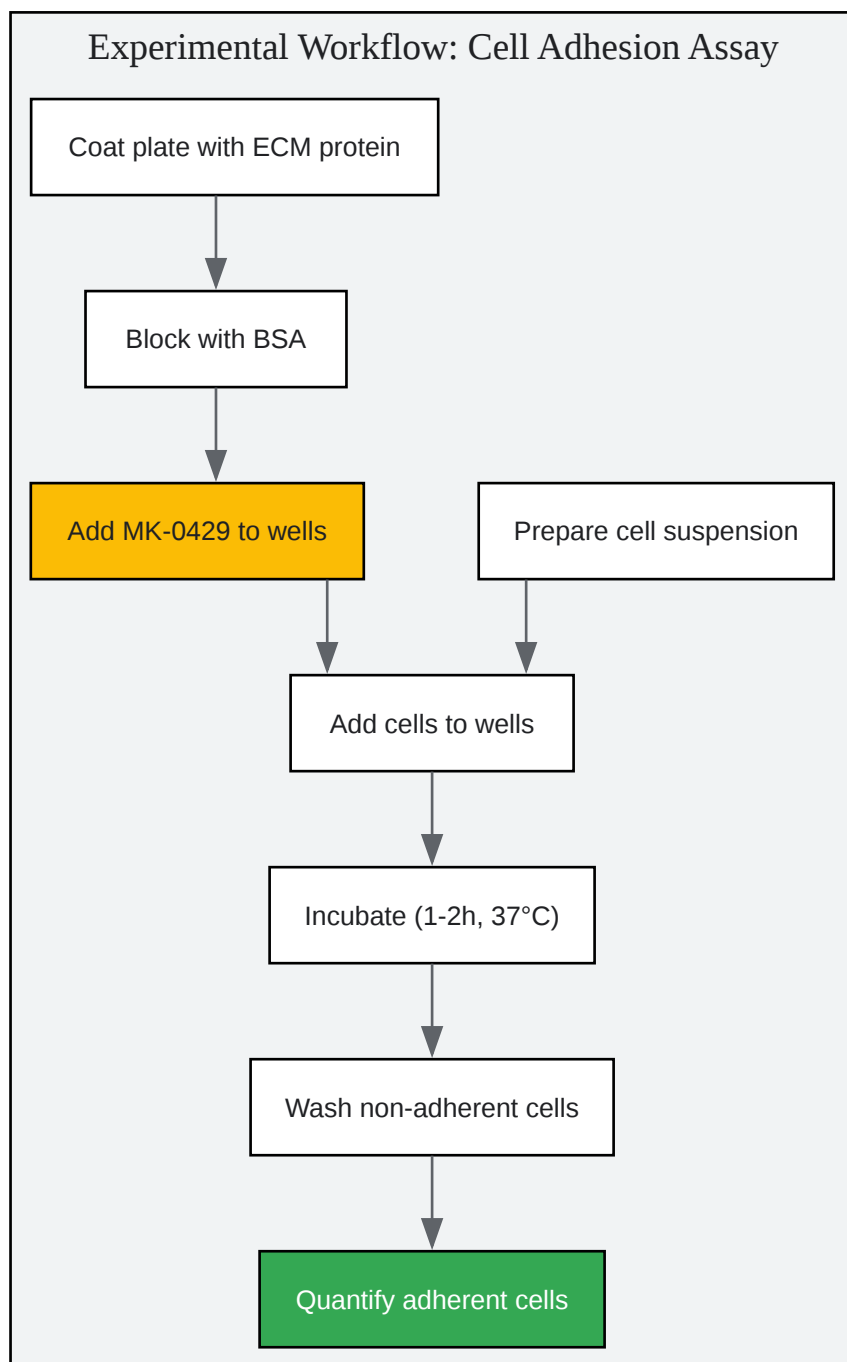 Experimental Workflow: Cell Adhesion Assay
Coat plate with ECM protein
Block with BSA
Add MK-0429 to wells
Prepare cell suspension
Add cells to wells
Incubate (1-2h, 37°C)
Wash non-adherent cells
Quantify adherent cells